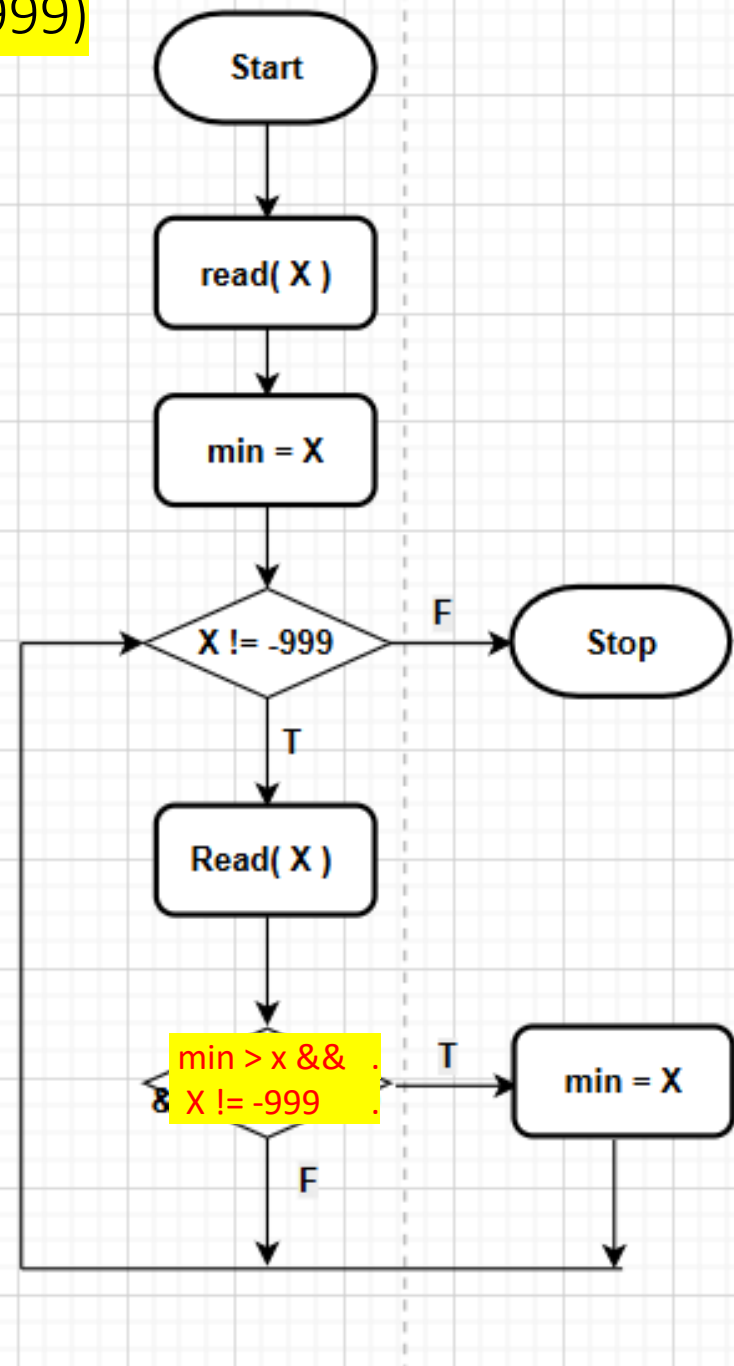 999)
Start
read( X )
min = X
X != -999
F
Stop
T
Read( X )
min > x && .
& X != -999 .
T
min = X
F